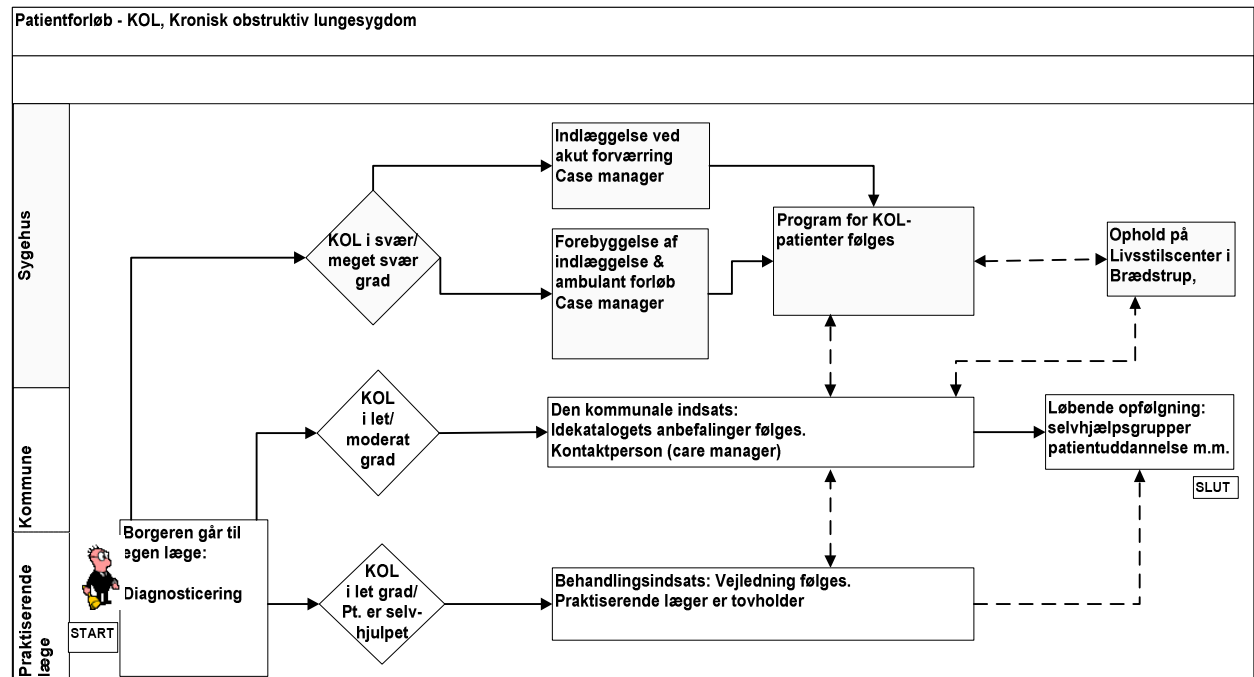 Patientforløb - KOL, Kronisk obstruktiv lungesygdom
Sygehus
KOL i svær/
meget svær
grad
Indlæggelse ved
akut forværring
Case manager
Forebyggelse af
indlæggelse &
ambulant forløb
Case manager
Program for KOL-
patienter følges
Ophold på
Livsstilscenter i
Brædstrup,
Kommune
KOL
i let/
moderat
grad
Den kommunale indsats:
Idekatalogets anbefalinger følges.
Kontaktperson (care manager)
Løbende opfølgning:
selvhjælpsgrupper
patientuddannelse m.m.
SLUT
Praktiserende
læge
Borgeren går til
egen læge:
Diagnosticering
START
KOL
i let grad/
Pt. er selv-
hjulpet
Behandlingsindsats: Vejledning følges.
Praktiserende læger er tovholder